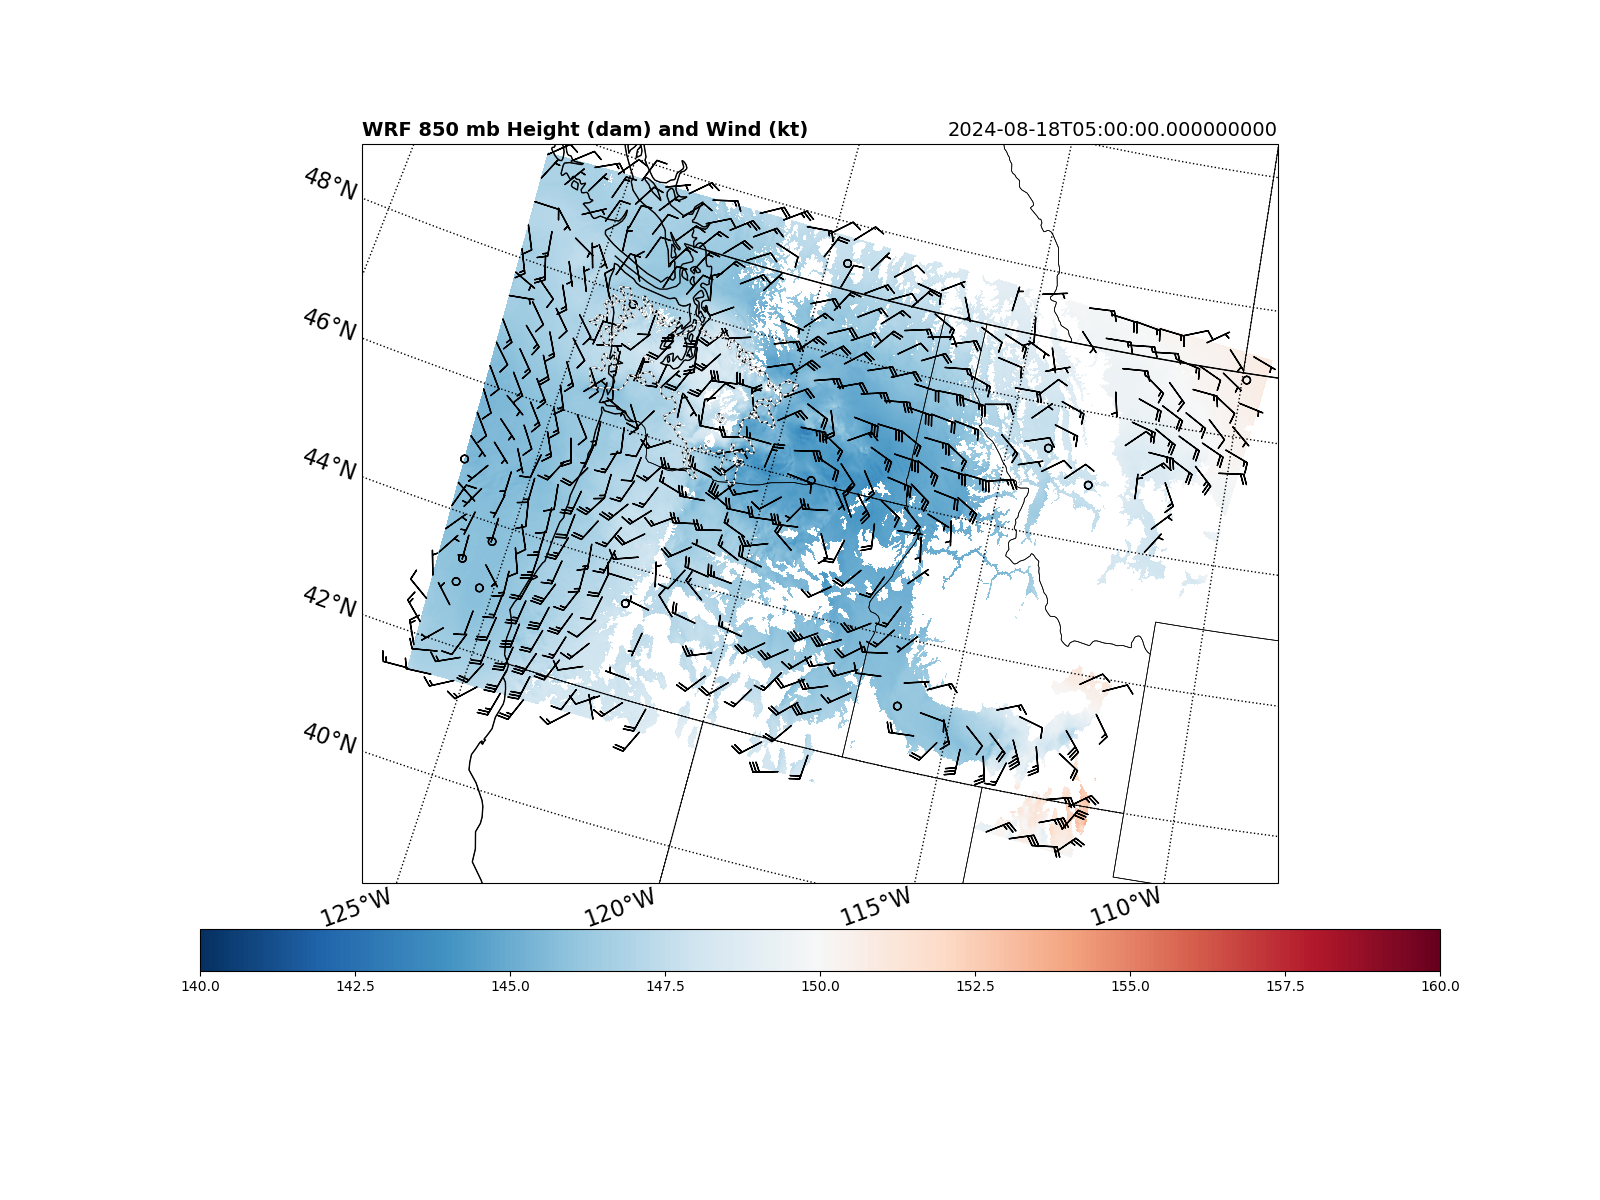 WRF 850 mb Height (dam) and Wind (kt) 2024-08-18T05:00:00.000000000
48°N
46°N
44°N
42°N
40°N
125°W 120°W 115°W 110°W
140.0 142.5 145.0 147.5 150.0 152.5 155.0 157.5 160.0